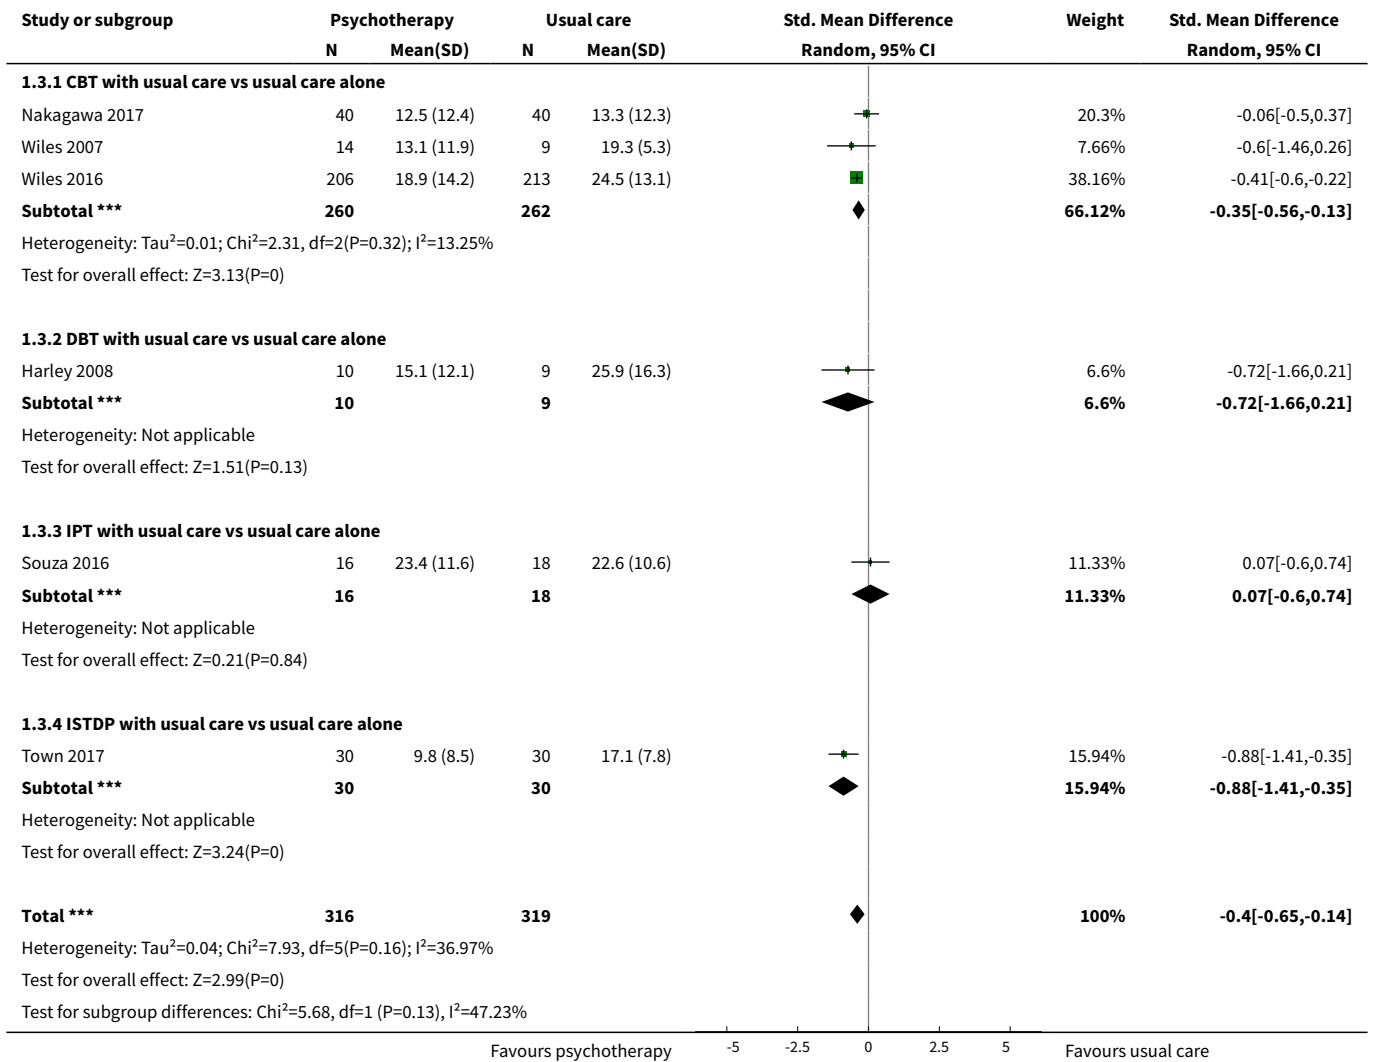 Study or subgroup Psychotherapy Usual care Std. Mean Difference Weight Std. Mean Difference
N Mean(SD) N Mean(SD) Random, 95% CI Random, 95% CI
1.3.1 CBT with usual care vs usual care alone
Nakagawa 2017 40 12.5 (12.4) 40 13.3 (12.3) 20.3% -0.06[-0.5,0.37]
Wiles 2007 14 13.1 (11.9) 9 19.3 (5.3) 7.66% -0.6[-1.46,0.26]
Wiles 2016 206 18.9 (14.2) 213 24.5 (13.1) 38.16% -0.41[-0.6,-0.22]
Subtotal *** 260 262 66.12% -0.35[-0.56,-0.13]
Heterogeneity: Tau²=0.01; Chi²=2.31, df=2(P=0.32); I²=13.25%
Test for overall effect: Z=3.13(P=0)
1.3.2 DBT with usual care vs usual care alone
Harley 2008 10 15.1 (12.1) 9 25.9 (16.3) 6.6% -0.72[-1.66,0.21]
Subtotal *** 10 9 6.6% -0.72[-1.66,0.21]
Heterogeneity: Not applicable
Test for overall effect: Z=1.51(P=0.13)
1.3.3 IPT with usual care vs usual care alone
Souza 2016 16 23.4 (11.6) 18 22.6 (10.6) 11.33% 0.07[-0.6,0.74]
Subtotal *** 16 18 11.33% 0.07[-0.6,0.74]
Heterogeneity: Not applicable
Test for overall effect: Z=0.21(P=0.84)
1.3.4 ISTDP with usual care vs usual care alone
Town 2017 30 9.8 (8.5) 30 17.1 (7.8) 15.94% -0.88[-1.41,-0.35]
Subtotal *** 30 30 15.94% -0.88[-1.41,-0.35]
Heterogeneity: Not applicable
Test for overall effect: Z=3.24(P=0)
Total *** 316 319 100% -0.4[-0.65,-0.14]
Heterogeneity: Tau²=0.04; Chi²=7.93, df=5(P=0.16); I²=36.97%
Test for overall effect: Z=2.99(P=0)
Test for subgroup differences: Chi²=5.68, df=1 (P=0.13), I²=47.23%
Favours psychotherapy -5 -2.5 0 2.5 5 Favours usual care